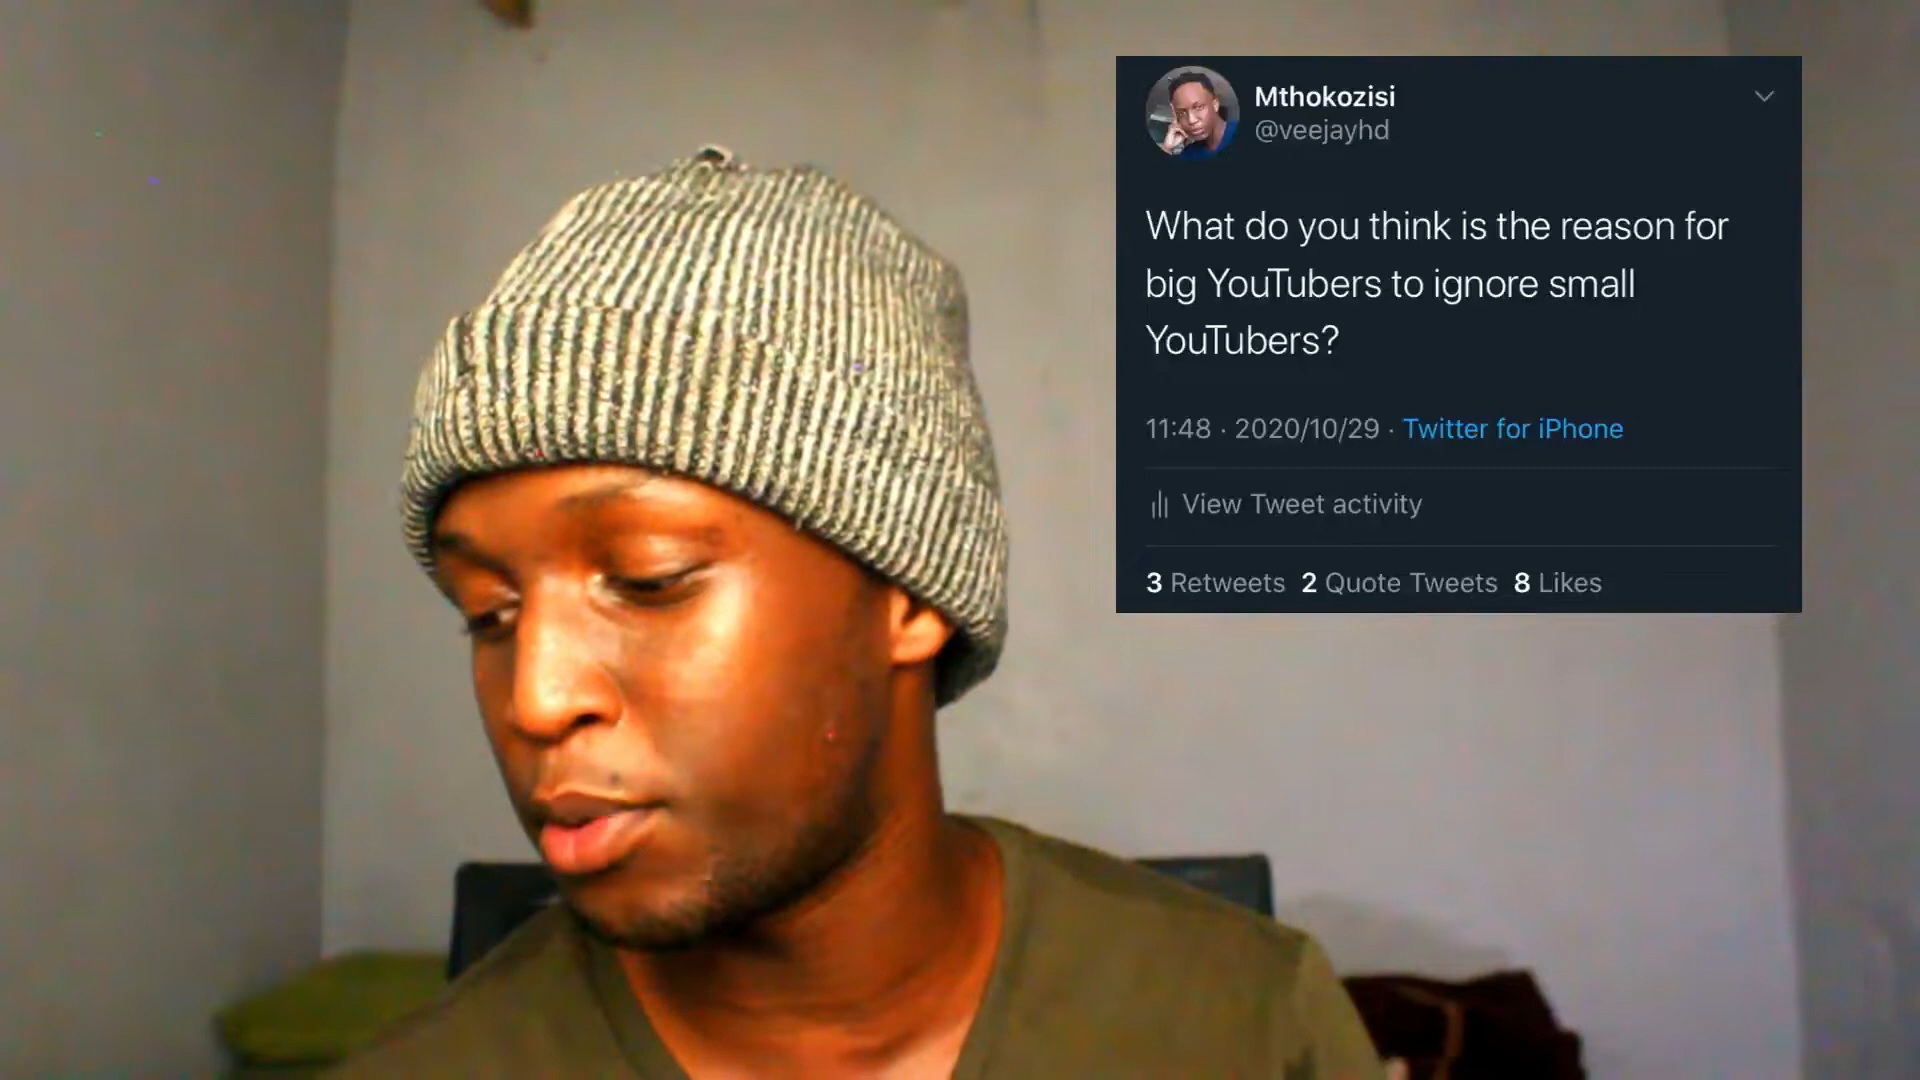 Mthokozisi
@veejayhd
What do you think is the reason for
big YouTubers to ignore small
YouTubers?
11:48 · 2020/10/29 · Twitter for iPhone
View Tweet activity
3 Retweets 2 Quote Tweets 8 Likes